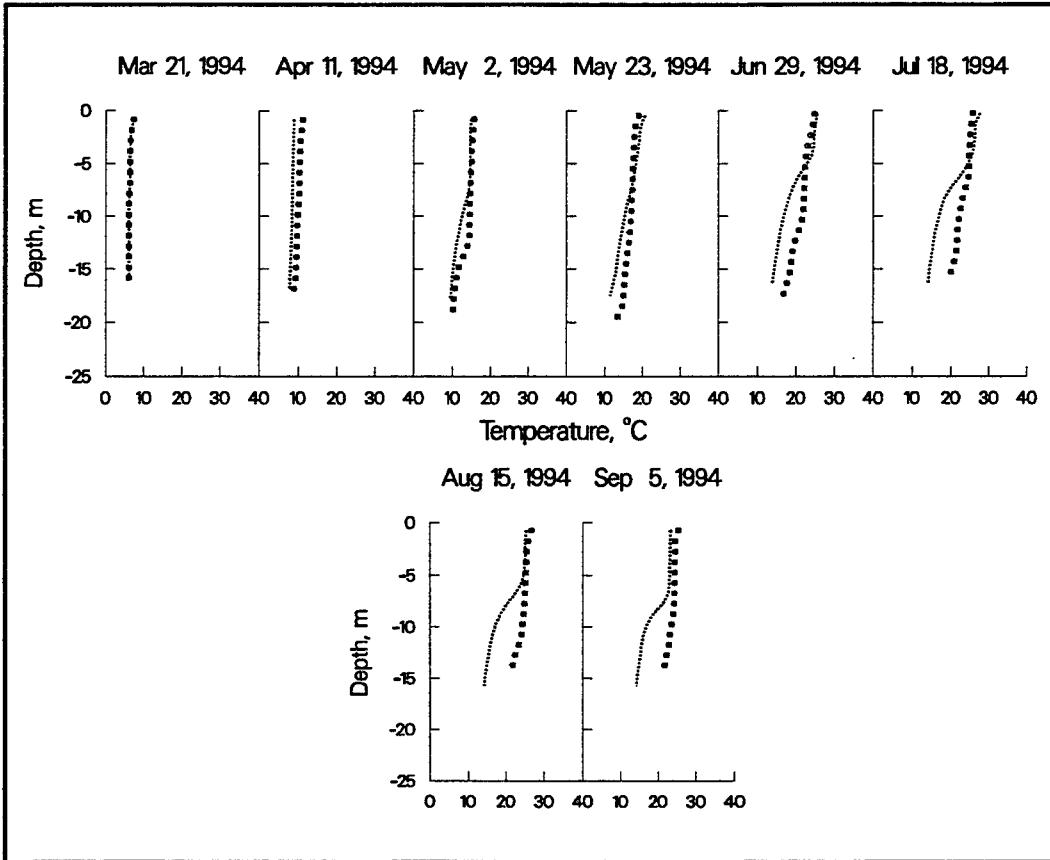 Mar 21, 1994 Apr 11, 1994 May 2, 1994 May 23, 1994 Jun 29, 1994 Jul 18, 1994
0
-5
-10
-15
-20
-25
Depth, m
0 10 20 30 40 10 20 30 40 10 20 30 40 10 20 30 40 10 20 30 40 10 20 30 40
Temperature, °C
Aug 15, 1994 Sep 5, 1994
0
-5
-10
-15
-20
-25
Depth, m
0 10 20 30 40 10 20 30 40